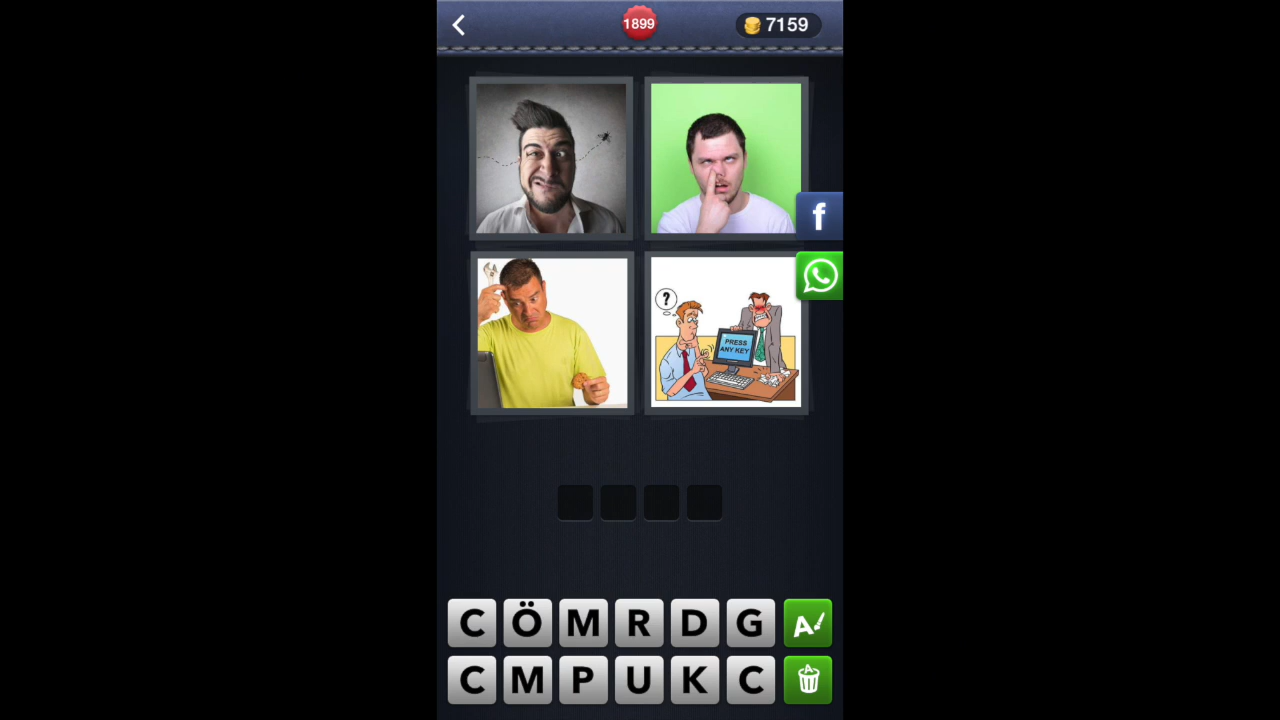 1899
7159
f
?
PRESS
ANY KEY
C Ö M R D G A
C M P U K C